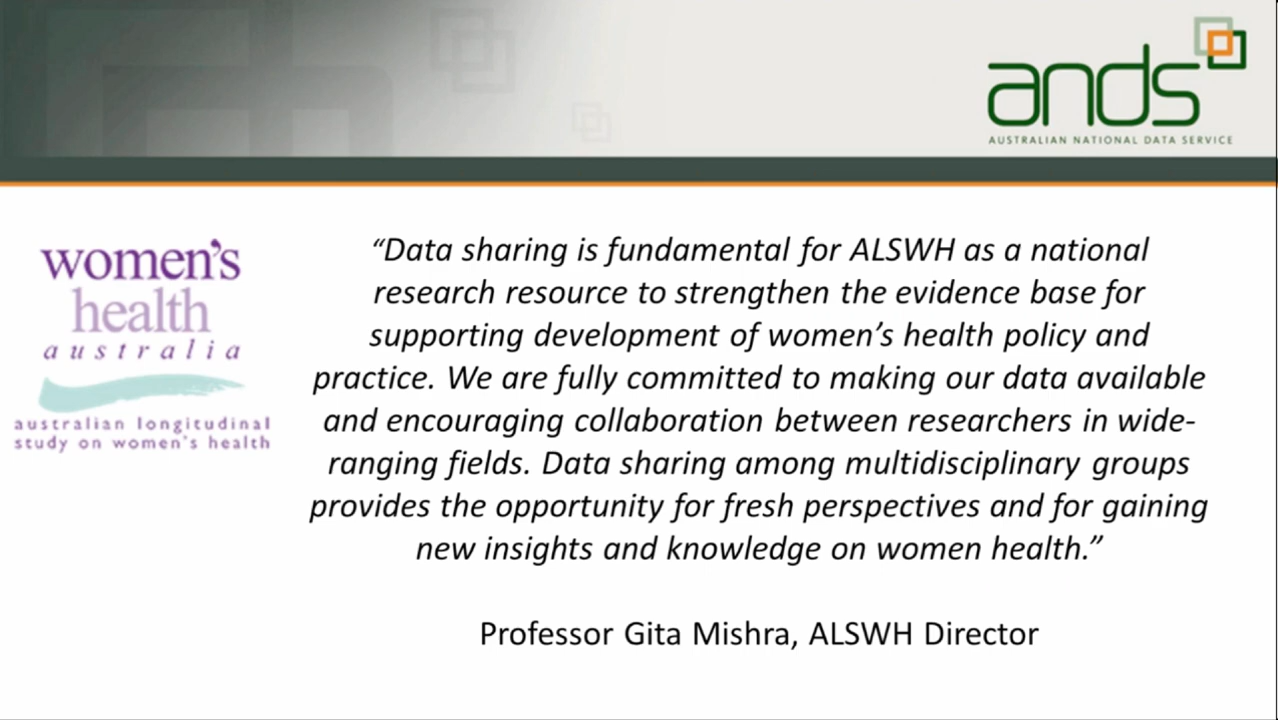 ands
AUSTRALIAN NATIONAL DATA SERVICE
women's
health
australia
australian longitudinal
study on women's health
“Data sharing is fundamental for ALSWH as a national
research resource to strengthen the evidence base for
supporting development of women’s health policy and
practice. We are fully committed to making our data available
and encouraging collaboration between researchers in wide-
ranging fields. Data sharing among multidisciplinary groups
provides the opportunity for fresh perspectives and for gaining
new insights and knowledge on women health.”
Professor Gita Mishra, ALSWH Director